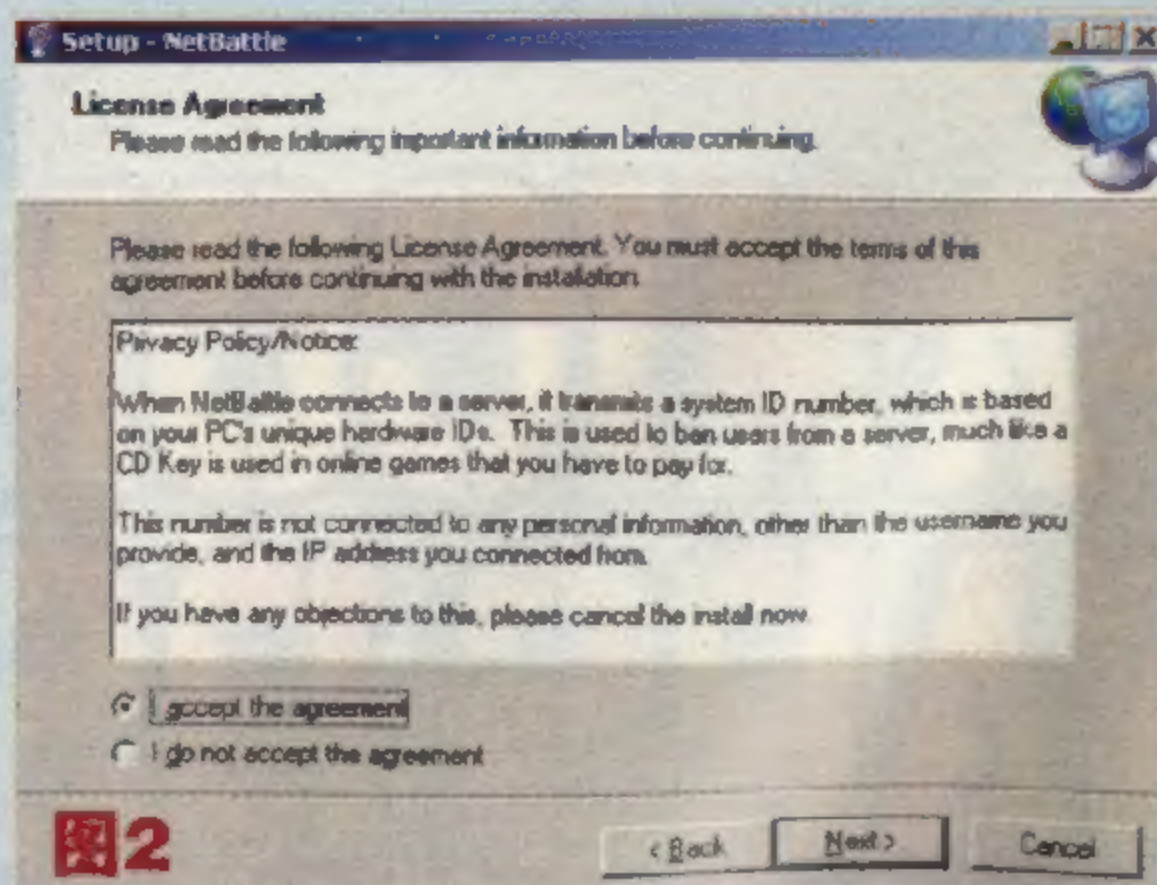 Setup - NetBattle
License Agreement
Please read the following important information before continuing.
Please read the following License Agreement. You must accept the terms of this
agreement before continuing with the installation.
Privacy Policy/Notice:
When NetBattle connects to a server, it transmits a system ID number, which is based
on your PC's unique hardware IDs. This is used to ban users from a server, much like a
CD Key is used in online games that you have to pay for.
This number is not connected to any personal information, other than the username you
provide, and the IP address you connected from.
If you have any objections to this, please cancel the install now.
I accept the agreement
I do not accept the agreement
图2
< Back
Next >
Cancel